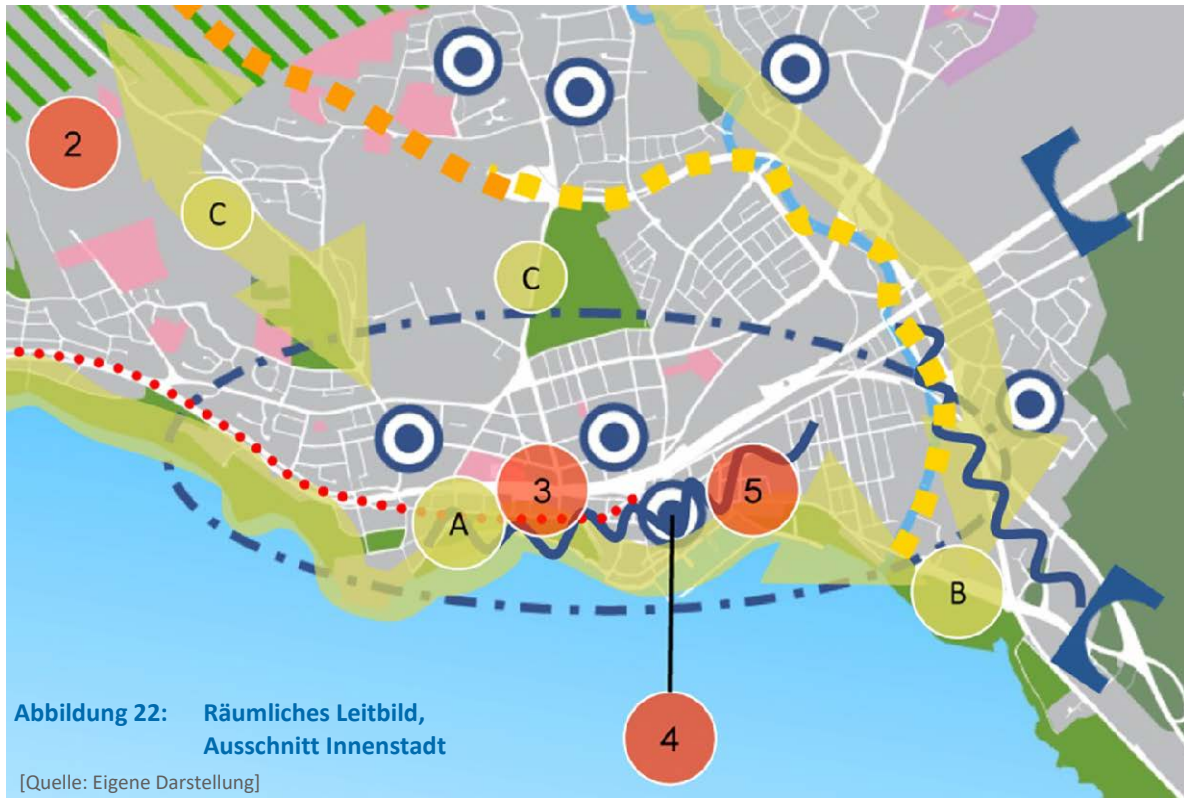 2
C
C
A
3
5
B
4
Abbildung 22: Räumliches Leitbild,
Ausschnitt Innenstadt
[Quelle: Eigene Darstellung]